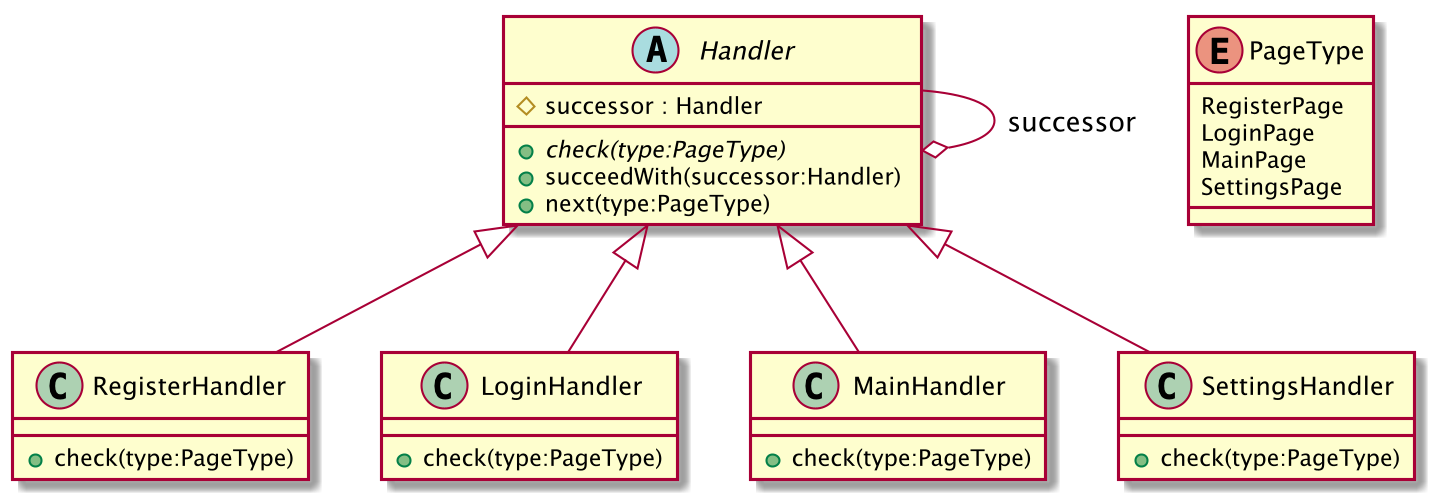 A Handler
successor : Handler
check(type:PageType)
succeedWith(successor:Handler)
next(type:PageType)
successor
E PageType
RegisterPage
LoginPage
MainPage
SettingsPage
C RegisterHandler
check(type:PageType)
C LoginHandler
check(type:PageType)
C MainHandler
check(type:PageType)
C SettingsHandler
check(type:PageType)